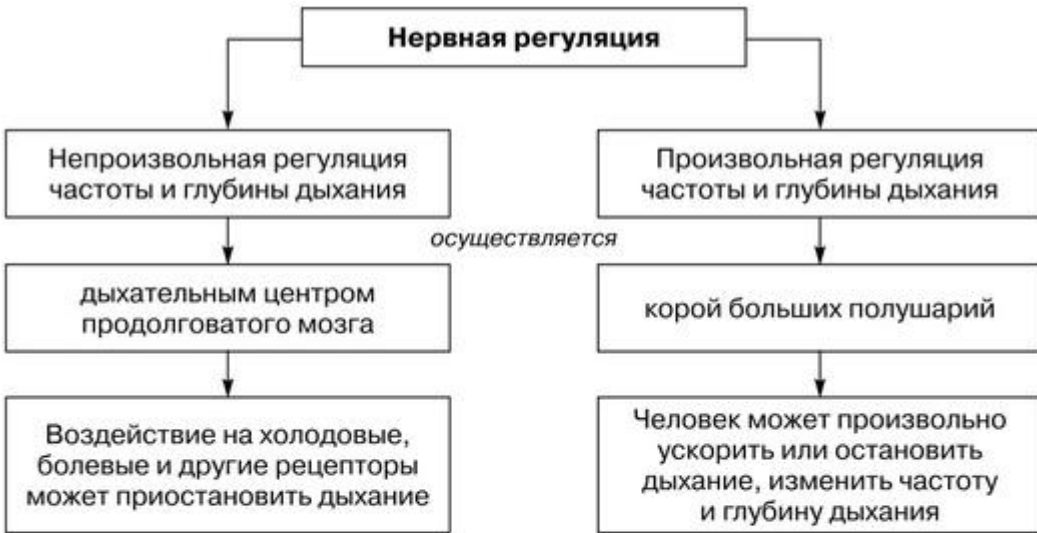 Нервная регуляция
Непроизвольная регуляция
частоты и глубины дыхания
Произвольная регуляция
частоты и глубины дыхания
осуществляется
дыхательным центром
продолговатого мозга
корой больших полушарий
Воздействие на холодовые,
болевые и другие рецепторы
может приостановить дыхание
Человек может произвольно
ускорить или остановить
дыхание, изменить частоту
и глубину дыхания